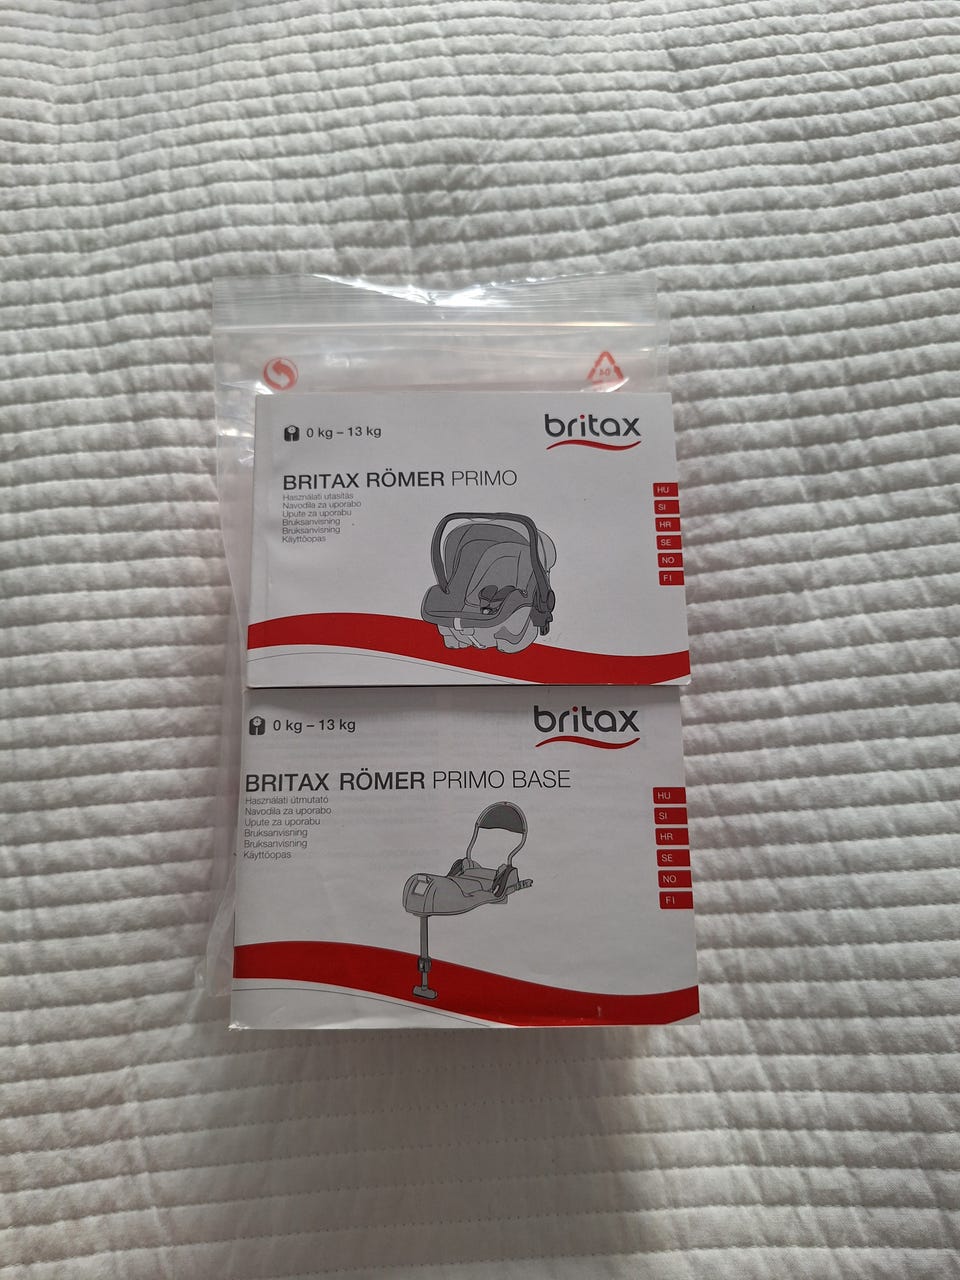 04
0 kg – 13 kg
britax
BRITAX RÖMER PRIMO
Használati utasítás
Navodila za uporabo
Upute za uporabu
Bruksanvisning
Bruksanvisning
Käyttöopas
HU
SI
HR
SE
NO
FI
0 kg – 13 kg
britax
BRITAX RÖMER PRIMO BASE
Használati útmutató
Navodila za uporabo
Upute za uporabu
Bruksanvisning
Bruksanvisning
Käyttöopas
HU
SI
HR
SE
NO
FI